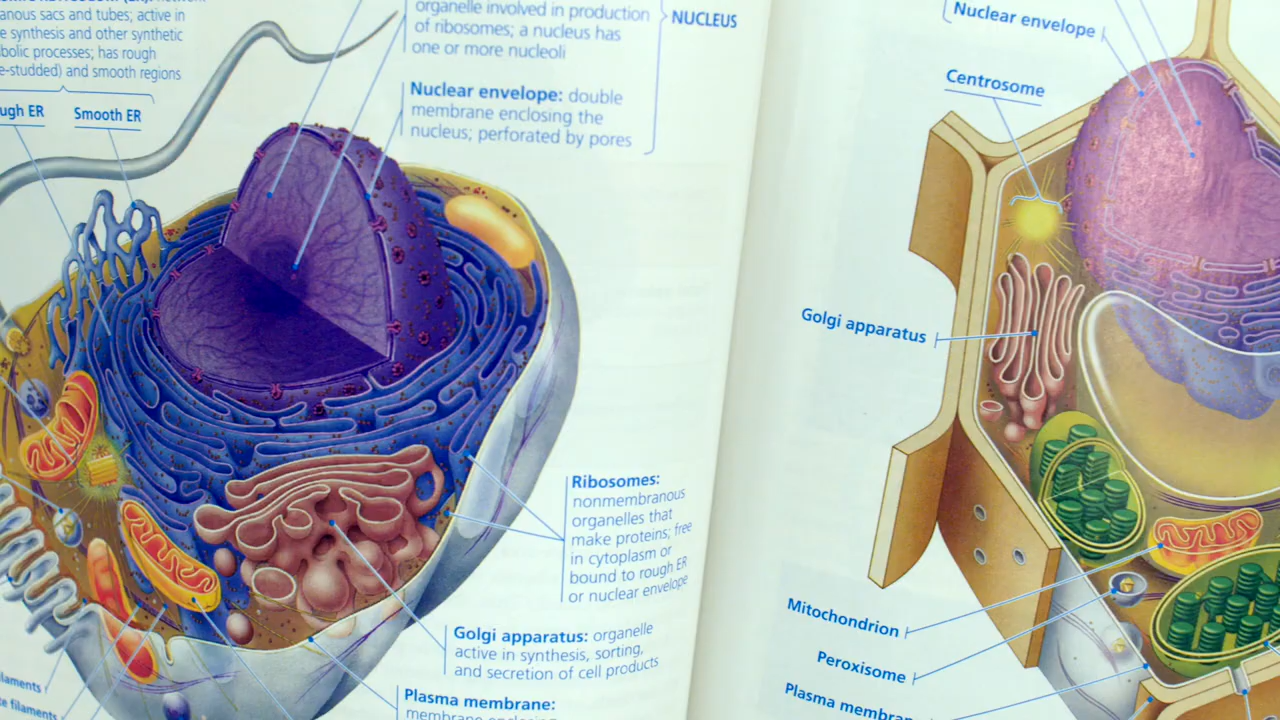 anous sacs and tubes; active in
synthesis and other synthetic
processes; has rough
-studded) and smooth regions
ER
Smooth ER
organelle involved in production
of ribosomes; a nucleus has
one or more nucleoli
NUCLEUS
Nuclear envelope: double
membrane enclosing the
nucleus; perforated by pores
Ribosomes:
nonmembranous
organelles that
make proteins; free
in cytoplasm or
bound to rough ER
or nuclear envelope
Golgi apparatus: organelle
active in synthesis, sorting,
and secretion of cell products
Plasma membrane:
filaments
Nuclear envelope
Centrosome
Golgi apparatus
Mitochondrion
Peroxisome
Plasma